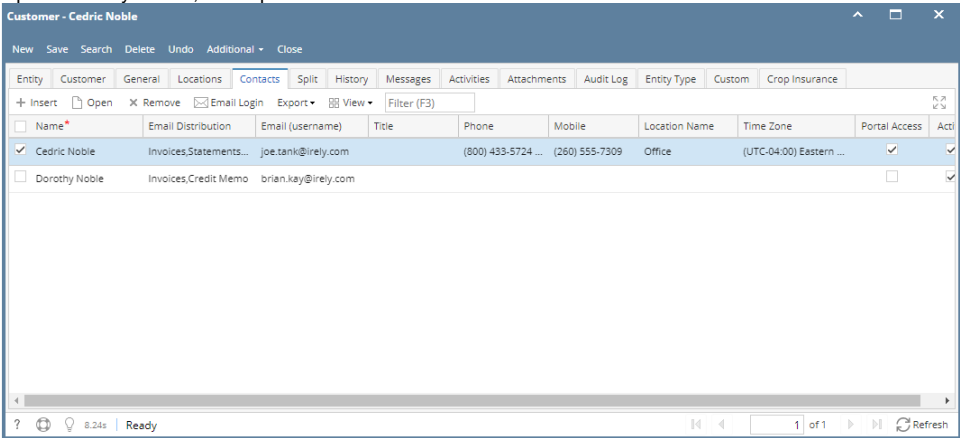 Customer - Cedric Noble
New Save Search Delete Undo Additional Close
Entity Customer General Locations Contacts Split History Messages Activities Attachments Audit Log Entity Type Custom Crop Insurance
Insert Open Remove Email Login Export View Filter (F3)
Name* Email Distribution Email (username) Title Phone Mobile Location Name Time Zone Portal Access Acti
Cedric Noble Invoices,Statements... joe.tank@irely.com (800) 433-5724 ... (260) 555-7309 Office (UTC-04:00) Eastern ...
Dorothy Noble Invoices,Credit Memo brian.kay@irely.com
? 8.24s Ready 1 of 1 Refresh